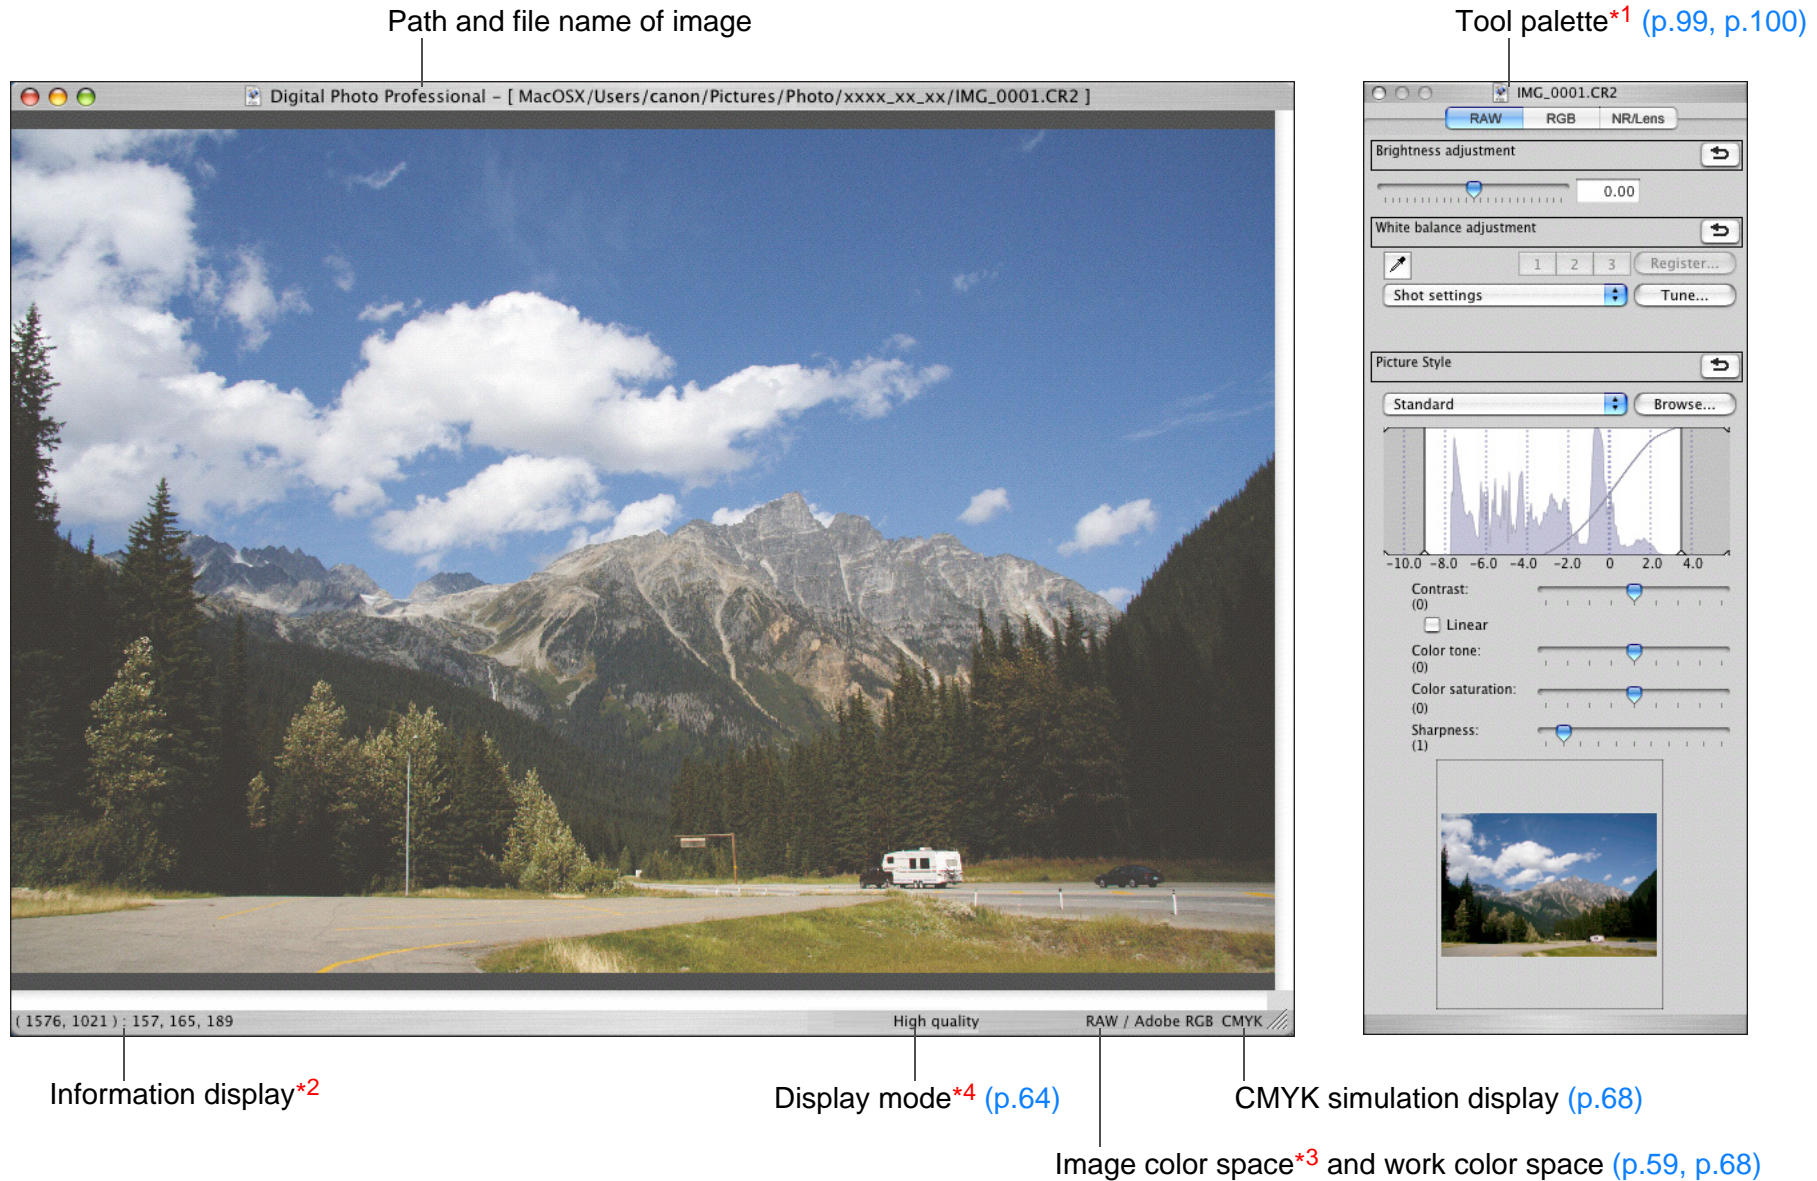 Path and file name of image
Tool palette*1 (p.99, p.100)
Digital Photo Professional – [ MacOSX/Users/canon/Pictures/Photo/xxxx_xx_xx/IMG_0001.CR2 ]
IMG_0001.CR2
RAW RGB NR/Lens
Brightness adjustment
0.00
White balance adjustment
1 2 3 Register...
Shot settings Tune...
Picture Style
Standard Browse...
-10.0 -8.0 -6.0 -4.0 -2.0 0 2.0 4.0
Contrast:
(0)
Linear
Color tone:
(0)
Color saturation:
(0)
Sharpness:
(1)
( 1576, 1021 ) : 157, 165, 189
High quality
RAW / Adobe RGB CMYK
Information display*2
Display mode*4 (p.64)
CMYK simulation display (p.68)
Image color space*3 and work color space (p.59, p.68)